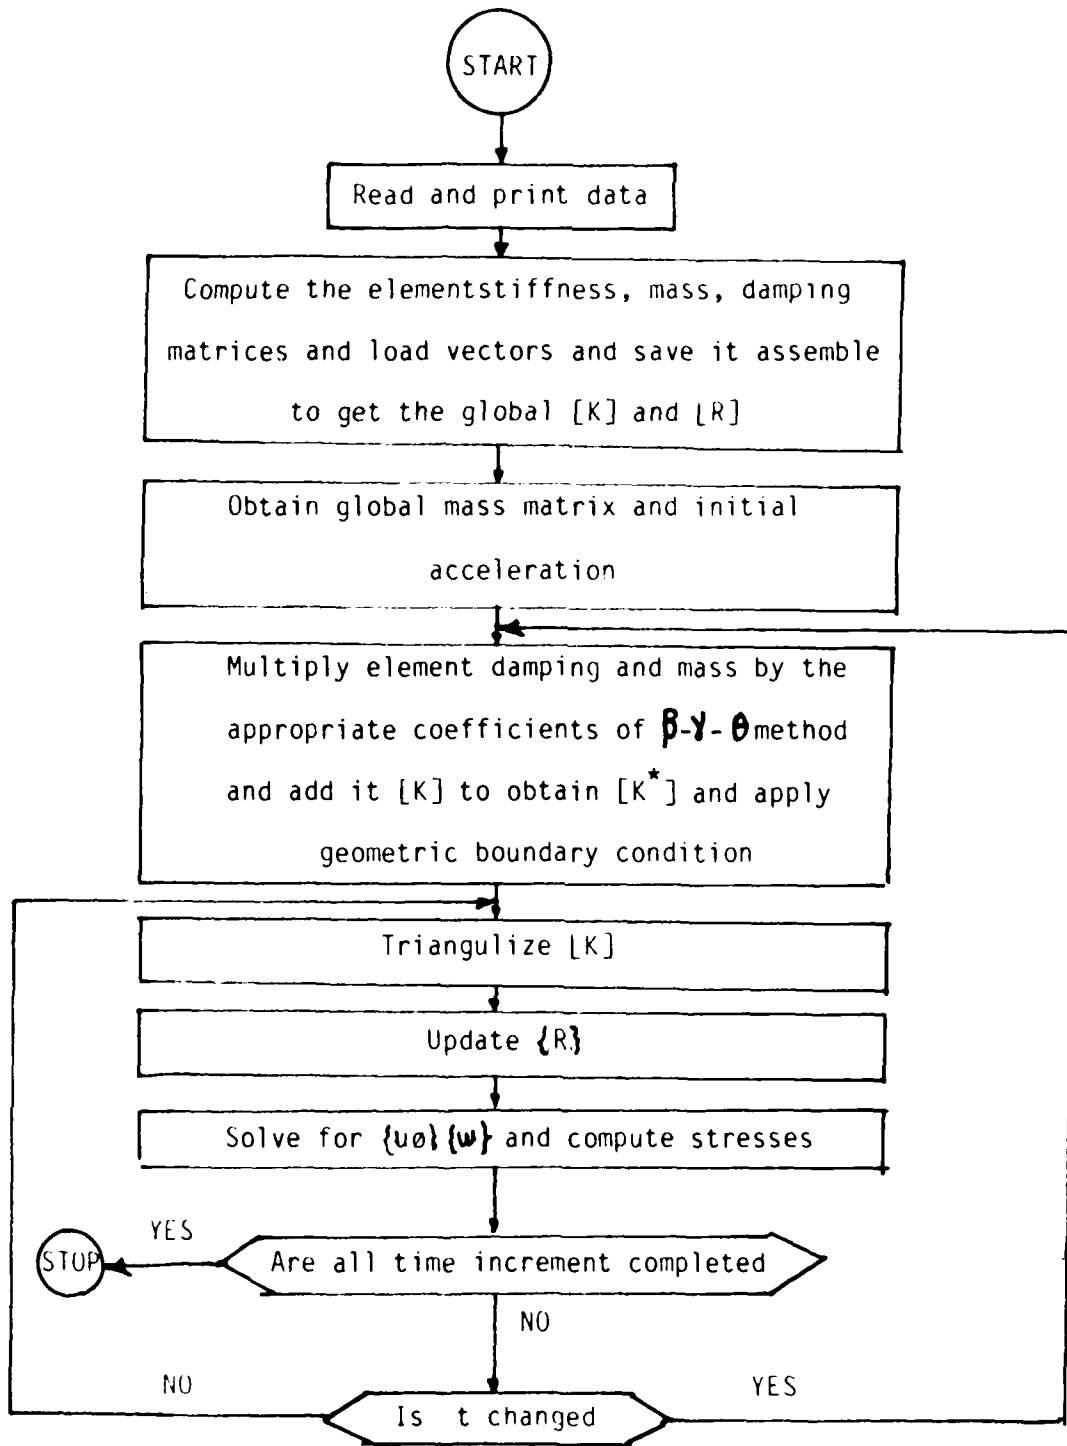 START
Read and print data
Compute the elementstiffness, mass, damping
matrices and load vectors and save it assemble
to get the global [K] and [R]
Obtain global mass matrix and initial
acceleration
Multiply element damping and mass by the
appropriate coefficients of β-γ-θ method
and add it [K] to obtain [K*] and apply
geometric boundary condition
Triangulize [K]
Update {R}
Solve for {uø} {w} and compute stresses
YES
STOP
Are all time increment completed
NO
NO
YES
Is t changed